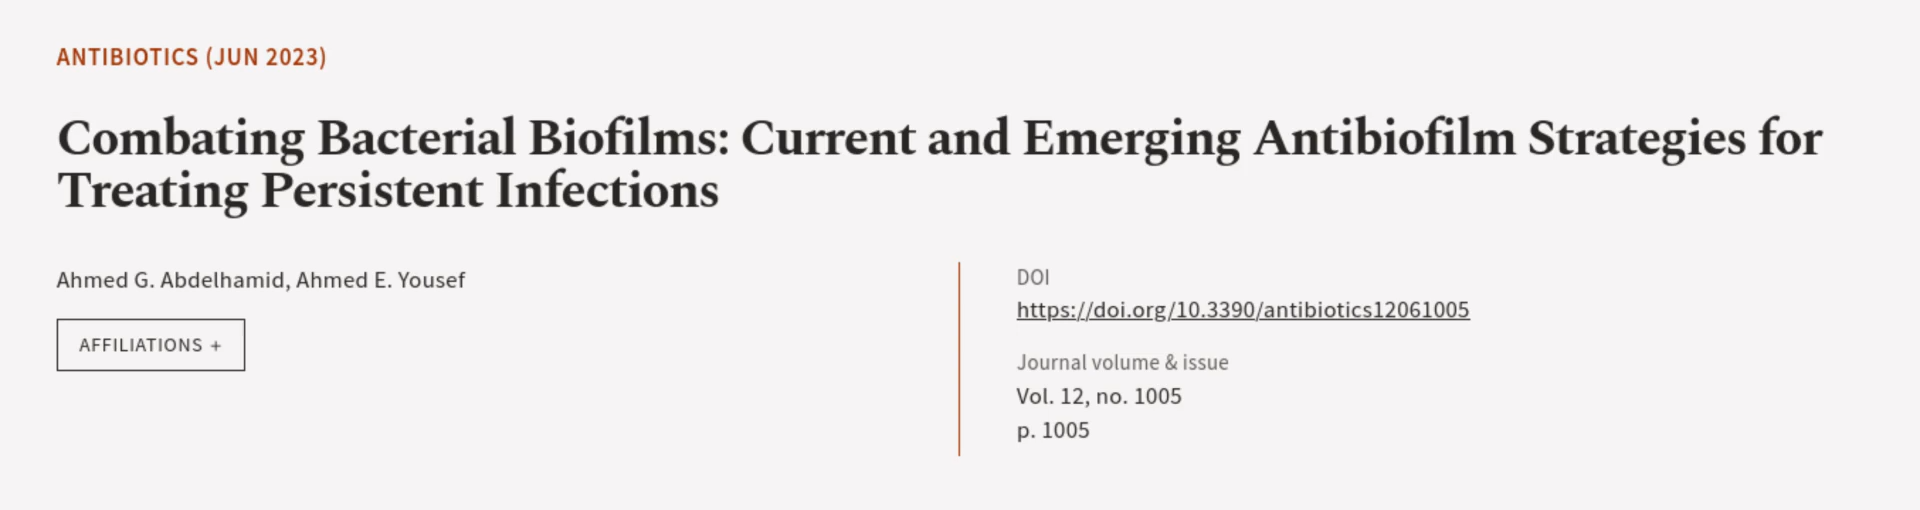 ANTIBIOTICS (JUN 2023)
Combating Bacterial Biofilms: Current and Emerging Antibiofilm Strategies for
Treating Persistent Infections
Ahmed G. Abdelhamid, Ahmed E. Yousef
AFFILIATIONS +
DOI
https://doi.org/10.3390/antibiotics12061005
Journal volume & issue
Vol. 12, no. 1005
p. 1005